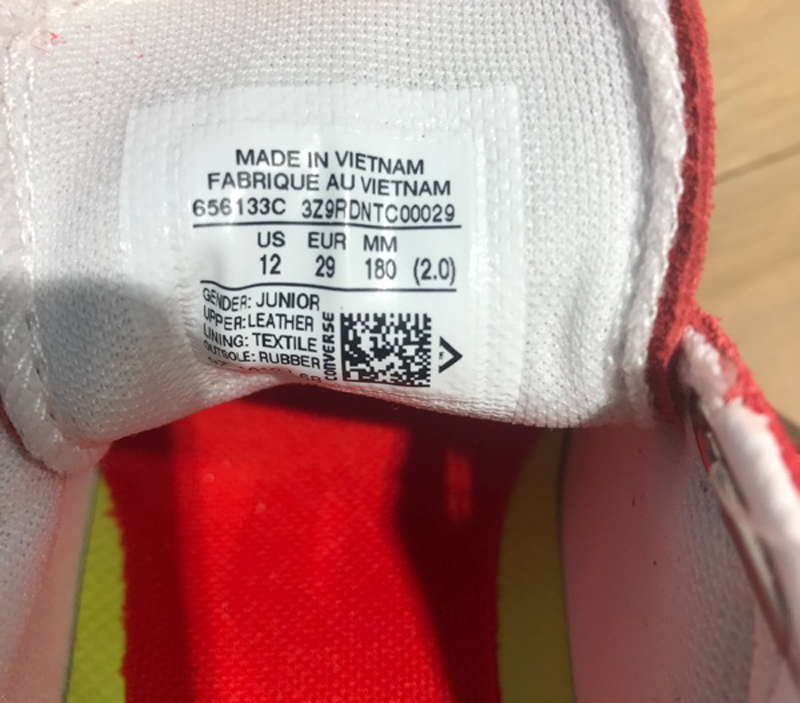 MADE IN VIETNAM
FABRIQUE AU VIETNAM
656133C 3Z9RDNTC00029
US EUR MM
12 29 180 (2.0)
GENDER: JUNIOR
UPPER: LEATHER
LINING: TEXTILE
OUTSOLE: RUBBER
CONVERSE